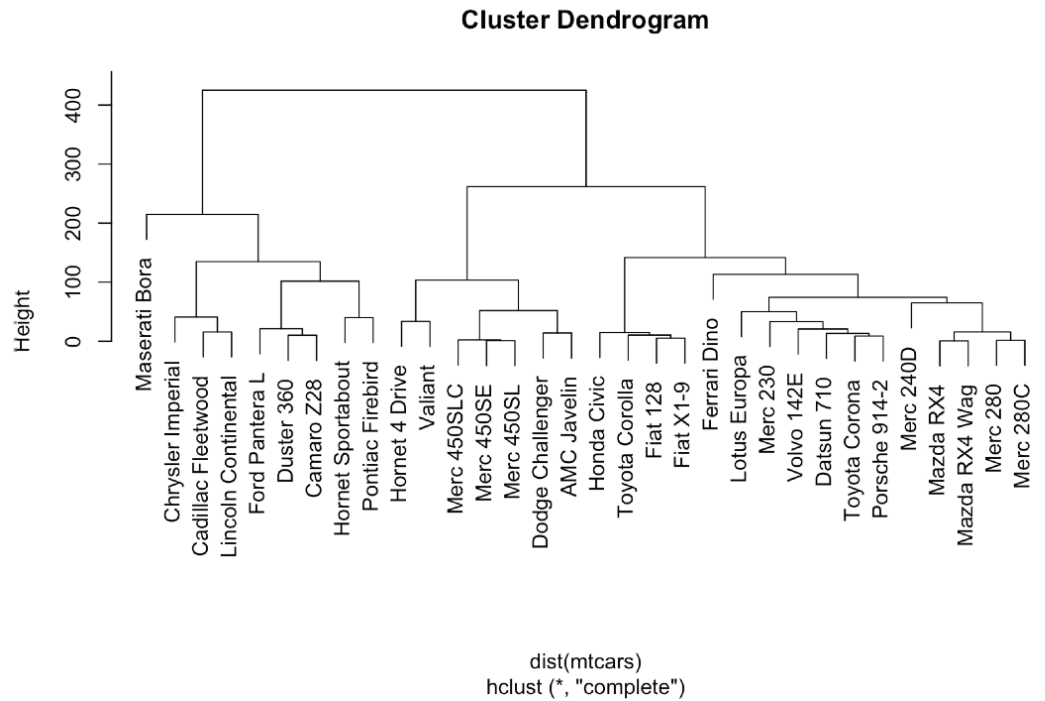 Cluster Dendrogram
Height
400
300
200
100
0
Maserati Bora
Chrysler Imperial
Cadillac Fleetwood
Lincoln Continental
Ford Pantera L
Duster 360
Camaro Z28
Hornet Sportabout
Pontiac Firebird
Hornet 4 Drive
Valiant
Merc 450SLC
Merc 450SE
Merc 450SL
Dodge Challenger
AMC Javelin
Honda Civic
Toyota Corolla
Fiat 128
Fiat X1-9
Ferrari Dino
Lotus Europa
Merc 230
Volvo 142E
Datsun 710
Toyota Corona
Porsche 914-2
Merc 240D
Mazda RX4
Mazda RX4 Wag
Merc 280
Merc 280C
dist(mtcars)
hclust (*, "complete")